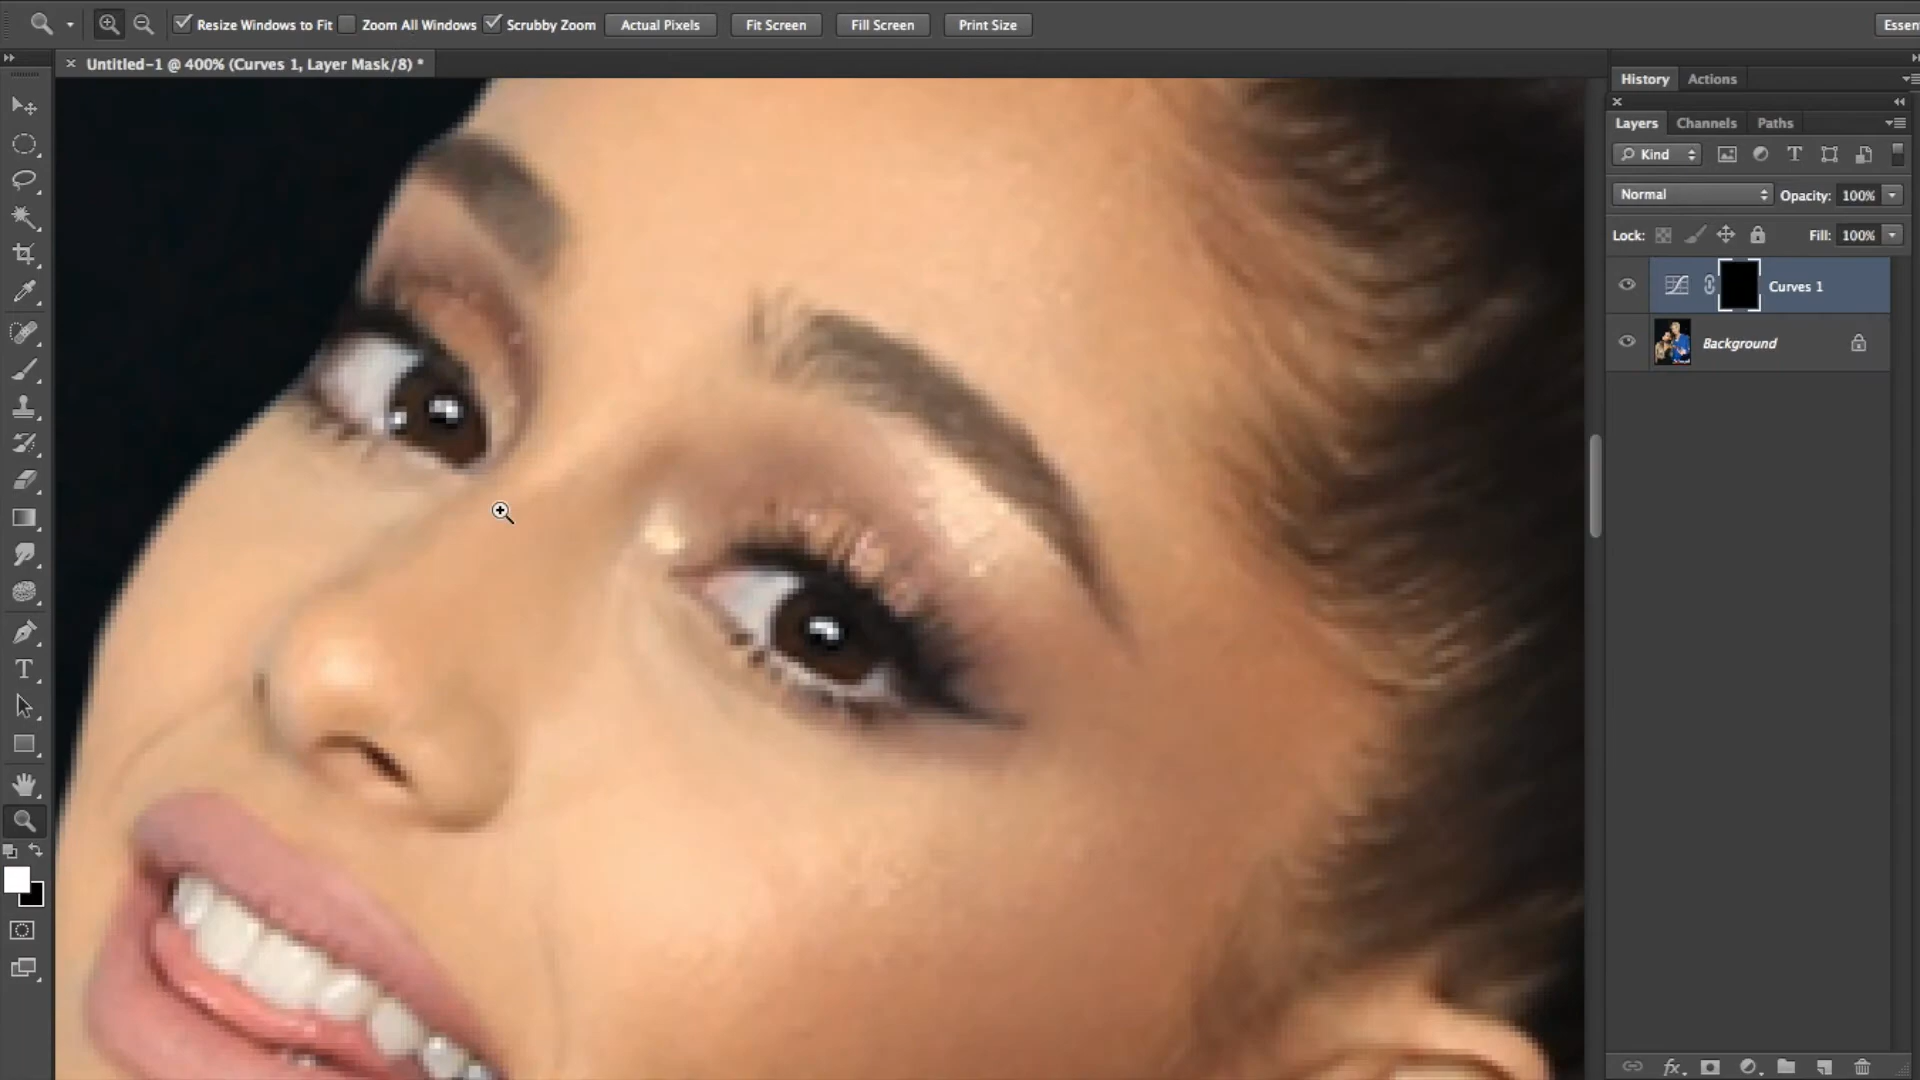 Resize Windows to Fit Zoom All Windows Scrubby Zoom Actual Pixels Fit Screen Fill Screen Print Size Essen
Untitled-1 @ 400% (Curves 1, Layer Mask/8) *
History Actions
Layers Channels Paths
Kind
Normal Opacity: 100%
Lock: Fill: 100%
Curves 1
Background